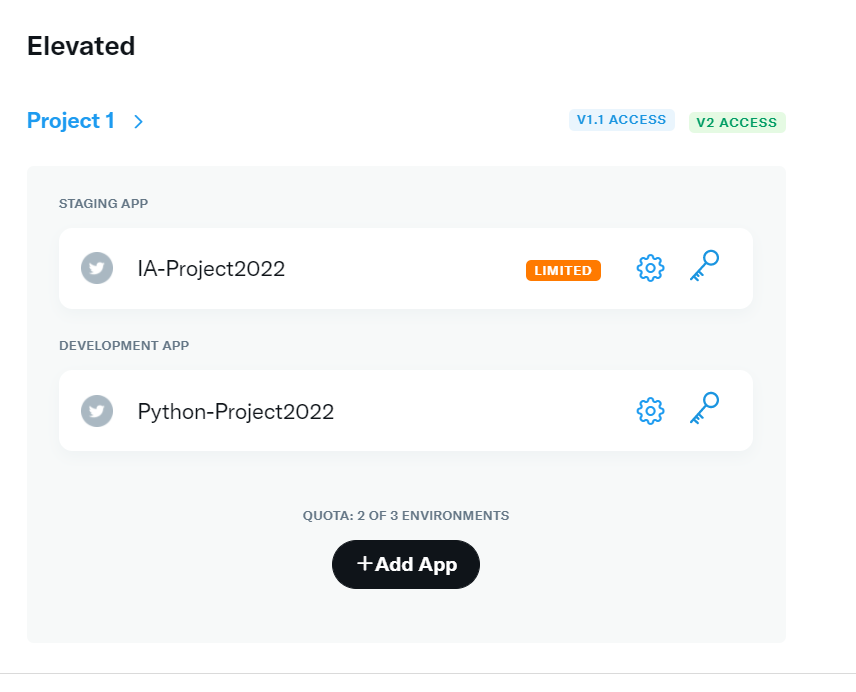 Elevated
Project 1
V1.1 ACCESS
V2 ACCESS
STAGING APP
IA-Project2022
LIMITED
DEVELOPMENT APP
Python-Project2022
QUOTA: 2 OF 3 ENVIRONMENTS
+Add App